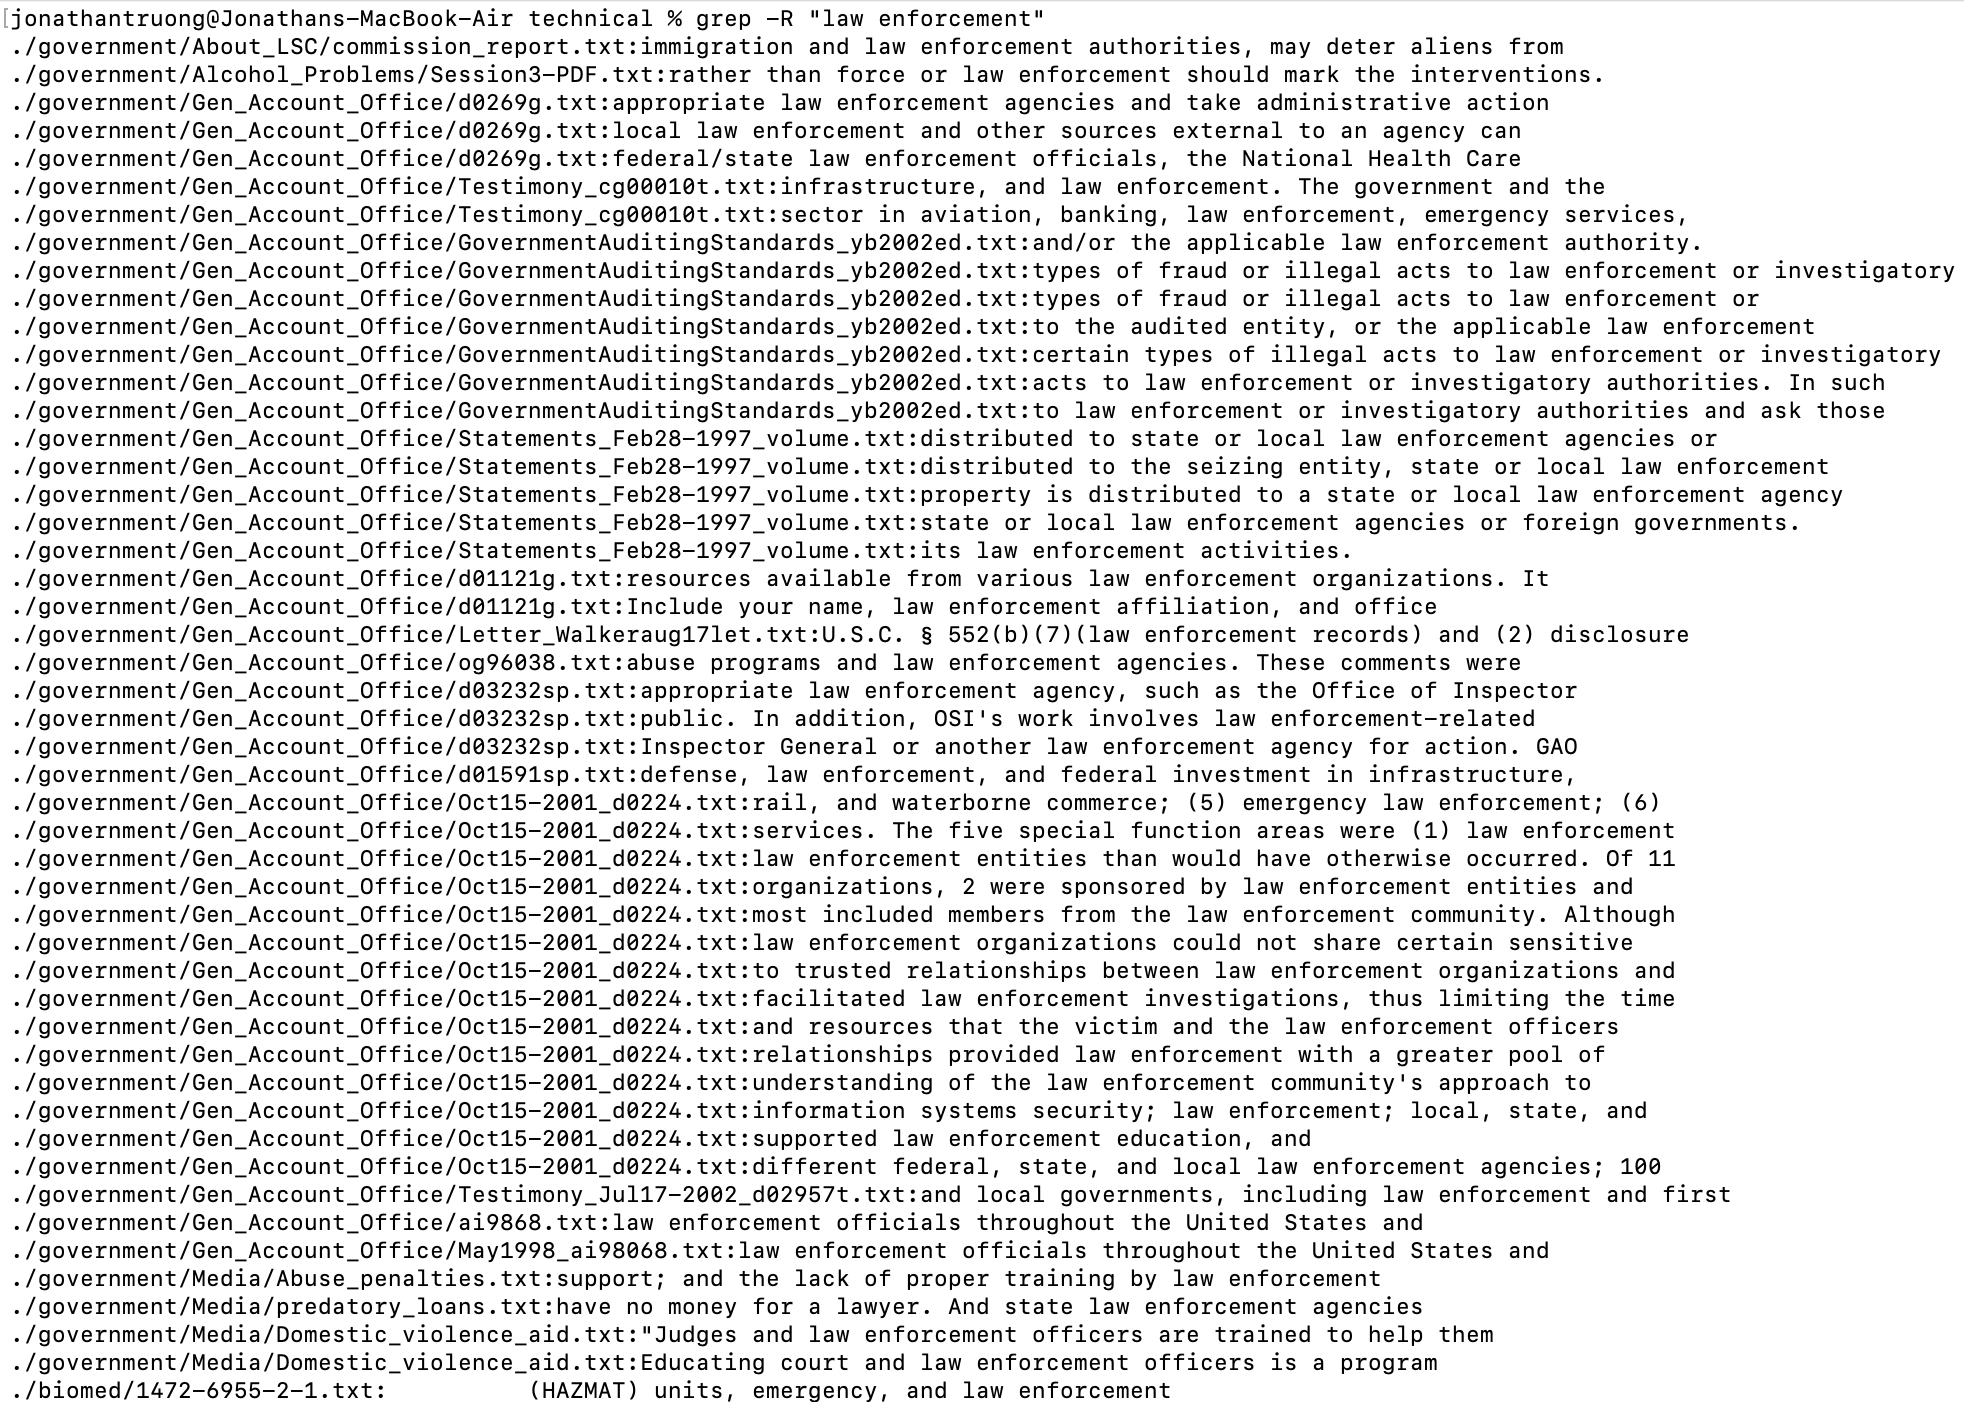 [jonathantruong@Jonathans-MacBook-Air technical % grep -R "law enforcement"
./government/About_LSC/commission_report.txt:immigration and law enforcement authorities, may deter aliens from
./government/Alcohol_Problems/Session3-PDF.txt:rather than force or law enforcement should mark the interventions.
./government/Gen_Account_Office/d0269g.txt:appropriate law enforcement agencies and take administrative action
./government/Gen_Account_Office/d0269g.txt:local law enforcement and other sources external to an agency can
./government/Gen_Account_Office/d0269g.txt:federal/state law enforcement officials, the National Health Care
./government/Gen_Account_Office/Testimony_cg00010t.txt:infrastructure, and law enforcement. The government and the
./government/Gen_Account_Office/Testimony_cg00010t.txt:sector in aviation, banking, law enforcement, emergency services,
./government/Gen_Account_Office/GovernmentAuditingStandards_yb2002ed.txt:and/or the applicable law enforcement authority.
./government/Gen_Account_Office/GovernmentAuditingStandards_yb2002ed.txt:types of fraud or illegal acts to law enforcement or investigatory
./government/Gen_Account_Office/GovernmentAuditingStandards_yb2002ed.txt:types of fraud or illegal acts to law enforcement or
./government/Gen_Account_Office/GovernmentAuditingStandards_yb2002ed.txt:to the audited entity, or the applicable law enforcement
./government/Gen_Account_Office/GovernmentAuditingStandards_yb2002ed.txt:certain types of illegal acts to law enforcement or investigatory
./government/Gen_Account_Office/GovernmentAuditingStandards_yb2002ed.txt:acts to law enforcement or investigatory authorities. In such
./government/Gen_Account_Office/GovernmentAuditingStandards_yb2002ed.txt:to law enforcement or investigatory authorities and ask those
./government/Gen_Account_Office/Statements_Feb28-1997_volume.txt:distributed to state or local law enforcement agencies or
./government/Gen_Account_Office/Statements_Feb28-1997_volume.txt:distributed to the seizing entity, state or local law enforcement
./government/Gen_Account_Office/Statements_Feb28-1997_volume.txt:property is distributed to a state or local law enforcement agency
./government/Gen_Account_Office/Statements_Feb28-1997_volume.txt:state or local law enforcement agencies or foreign governments.
./government/Gen_Account_Office/Statements_Feb28-1997_volume.txt:its law enforcement activities.
./government/Gen_Account_Office/d01121g.txt:resources available from various law enforcement organizations. It
./government/Gen_Account_Office/d01121g.txt:Include your name, law enforcement affiliation, and office
./government/Gen_Account_Office/Letter_Walkeraug17let.txt:U.S.C. § 552(b)(7)(law enforcement records) and (2) disclosure
./government/Gen_Account_Office/og96038.txt:abuse programs and law enforcement agencies. These comments were
./government/Gen_Account_Office/d03232sp.txt:appropriate law enforcement agency, such as the Office of Inspector
./government/Gen_Account_Office/d03232sp.txt:public. In addition, OSI's work involves law enforcement-related
./government/Gen_Account_Office/d03232sp.txt:Inspector General or another law enforcement agency for action. GAO
./government/Gen_Account_Office/d01591sp.txt:defense, law enforcement, and federal investment in infrastructure,
./government/Gen_Account_Office/Oct15-2001_d0224.txt:rail, and waterborne commerce; (5) emergency law enforcement; (6)
./government/Gen_Account_Office/Oct15-2001_d0224.txt:services. The five special function areas were (1) law enforcement
./government/Gen_Account_Office/Oct15-2001_d0224.txt:law enforcement entities than would have otherwise occurred. Of 11
./government/Gen_Account_Office/Oct15-2001_d0224.txt:organizations, 2 were sponsored by law enforcement entities and
./government/Gen_Account_Office/Oct15-2001_d0224.txt:most included members from the law enforcement community. Although
./government/Gen_Account_Office/Oct15-2001_d0224.txt:law enforcement organizations could not share certain sensitive
./government/Gen_Account_Office/Oct15-2001_d0224.txt:to trusted relationships between law enforcement organizations and
./government/Gen_Account_Office/Oct15-2001_d0224.txt:facilitated law enforcement investigations, thus limiting the time
./government/Gen_Account_Office/Oct15-2001_d0224.txt:and resources that the victim and the law enforcement officers
./government/Gen_Account_Office/Oct15-2001_d0224.txt:relationships provided law enforcement with a greater pool of
./government/Gen_Account_Office/Oct15-2001_d0224.txt:understanding of the law enforcement community's approach to
./government/Gen_Account_Office/Oct15-2001_d0224.txt:information systems security; law enforcement; local, state, and
./government/Gen_Account_Office/Oct15-2001_d0224.txt:supported law enforcement education, and
./government/Gen_Account_Office/Oct15-2001_d0224.txt:different federal, state, and local law enforcement agencies; 100
./government/Gen_Account_Office/Testimony_Jul17-2002_d02957t.txt:and local governments, including law enforcement and first
./government/Gen_Account_Office/ai9868.txt:law enforcement officials throughout the United States and
./government/Gen_Account_Office/May1998_ai98068.txt:law enforcement officials throughout the United States and
./government/Media/Abuse_penalties.txt:support; and the lack of proper training by law enforcement
./government/Media/predatory_loans.txt:have no money for a lawyer. And state law enforcement agencies
./government/Media/Domestic_violence_aid.txt:"Judges and law enforcement officers are trained to help them
./government/Media/Domestic_violence_aid.txt:Educating court and law enforcement officers is a program
./biomed/1472-6955-2-1.txt:          (HAZMAT) units, emergency, and law enforcement